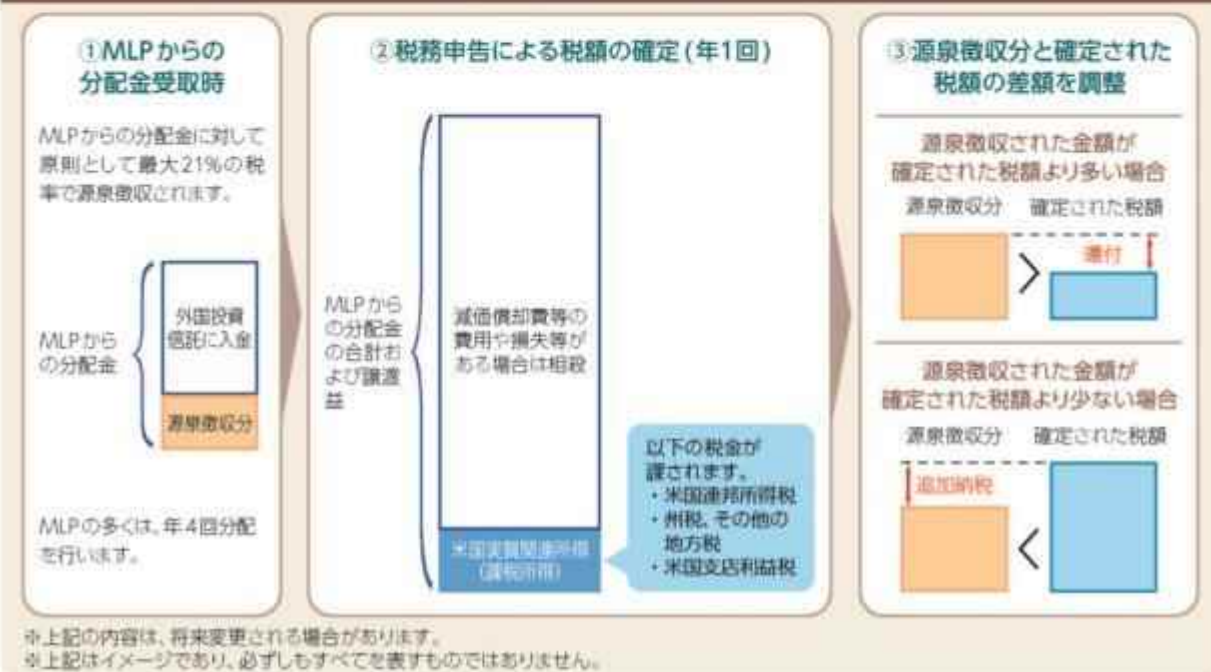 ①MLPからの
分配金受取時
MLPからの分配金に対して
原則として最大21%の税
率で源泉徴収されます。
MLPから
の分配金
外国投資
信託に入金
源泉徴収分
MLPの多くは、年4回分配
を行います。
②税務申告による税額の確定(年1回)
MLPから
の分配金
の合計お
よび譲渡
益
減価償却費等の
費用や損失等が
ある場合は相殺
米国実質関連所得
(課税所得)
以下の税金が
課されます。
・米国連邦所得税
・州税、その他の
地方税
・米国支店利益税
③源泉徴収分と確定された
税額の差額を調整
源泉徴収された金額が
確定された税額より多い場合
源泉徴収分 確定された税額
>
還付
源泉徴収された金額が
確定された税額より少ない場合
源泉徴収分 確定された税額
追加納税
<
※上記の内容は、将来変更される場合があります。
※上記はイメージであり、必ずしもすべてを表すものではありません。